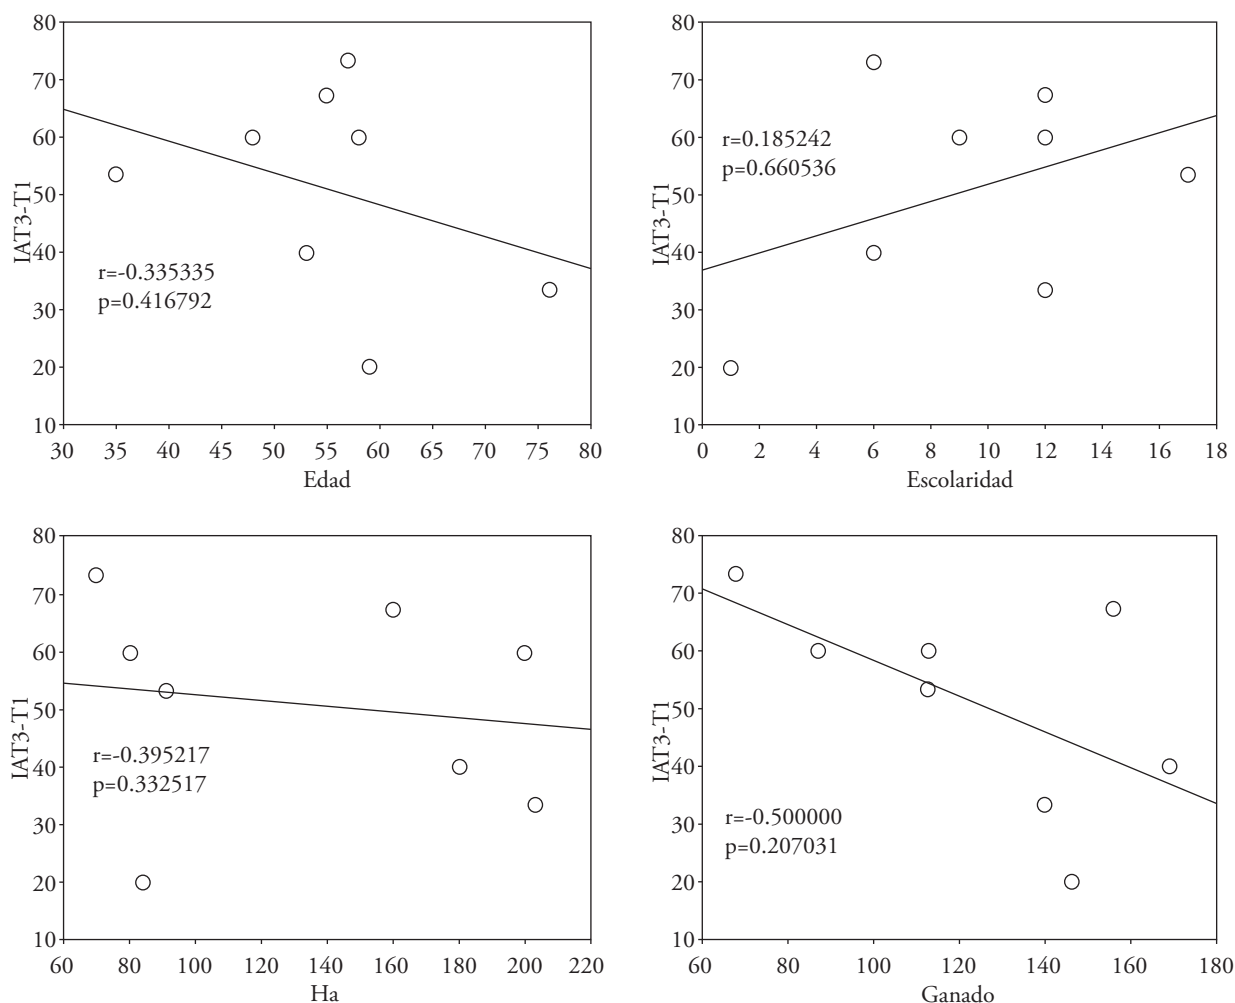 80
70
60
50
40
30
20
10
IAT3-T1
r=-0.335335
p=0.416792
30 35 40 45 50 55 60 65 70 75 80
Edad
80
70
60
50
40
30
20
10
IAT3-T1
r=0.185242
p=0.660536
0 2 4 6 8 10 12 14 16 18
Escolaridad
80
70
60
50
40
30
20
10
IAT3-T1
r=-0.395217
p=0.332517
60 80 100 120 140 160 180 200 220
Ha
80
70
60
50
40
30
20
10
IAT3-T1
r=-0.500000
p=0.207031
60 80 100 120 140 160 180
Ganado